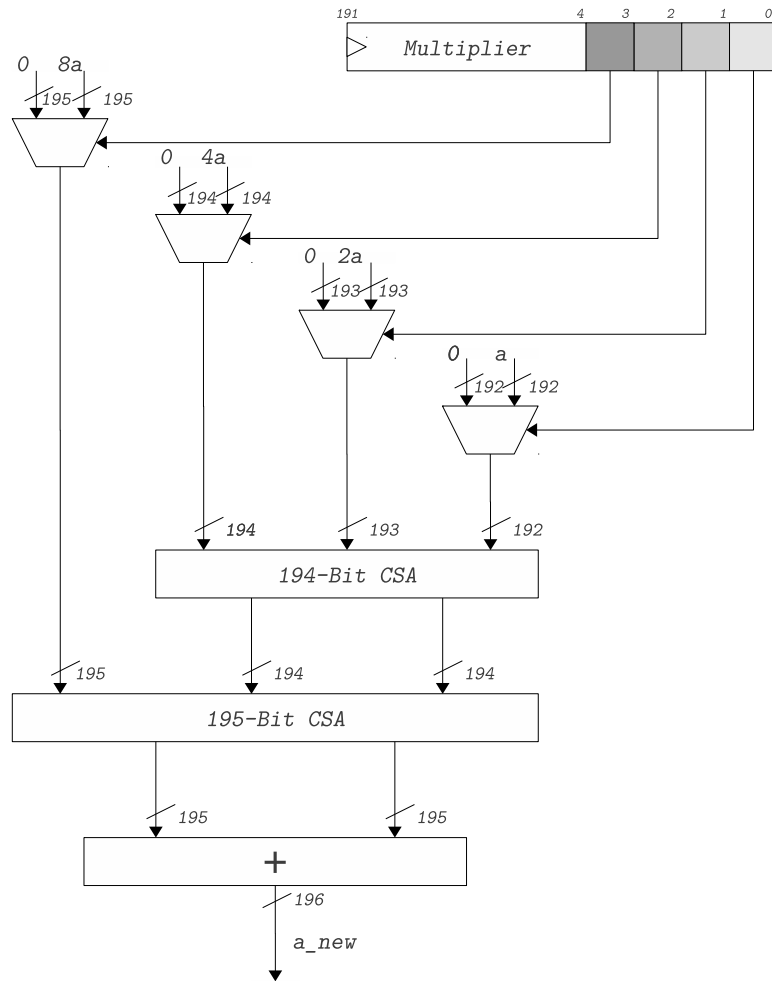 191 4 3 2 1 0
Multiplier
0 8a
195 195
0 4a
194 194
0 2a
193 193
0 a
192 192
194 193 192
194-Bit CSA
195 194 194
195-Bit CSA
195 195
+
196
a_new